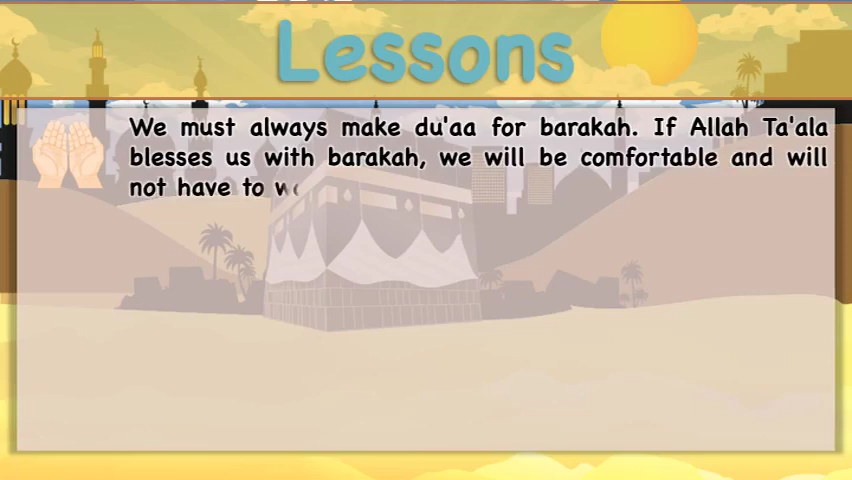 Lessons
We must always make du'aa for barakah. If Allah Ta'ala
blesses us with barakah, we will be comfortable and will
not have to